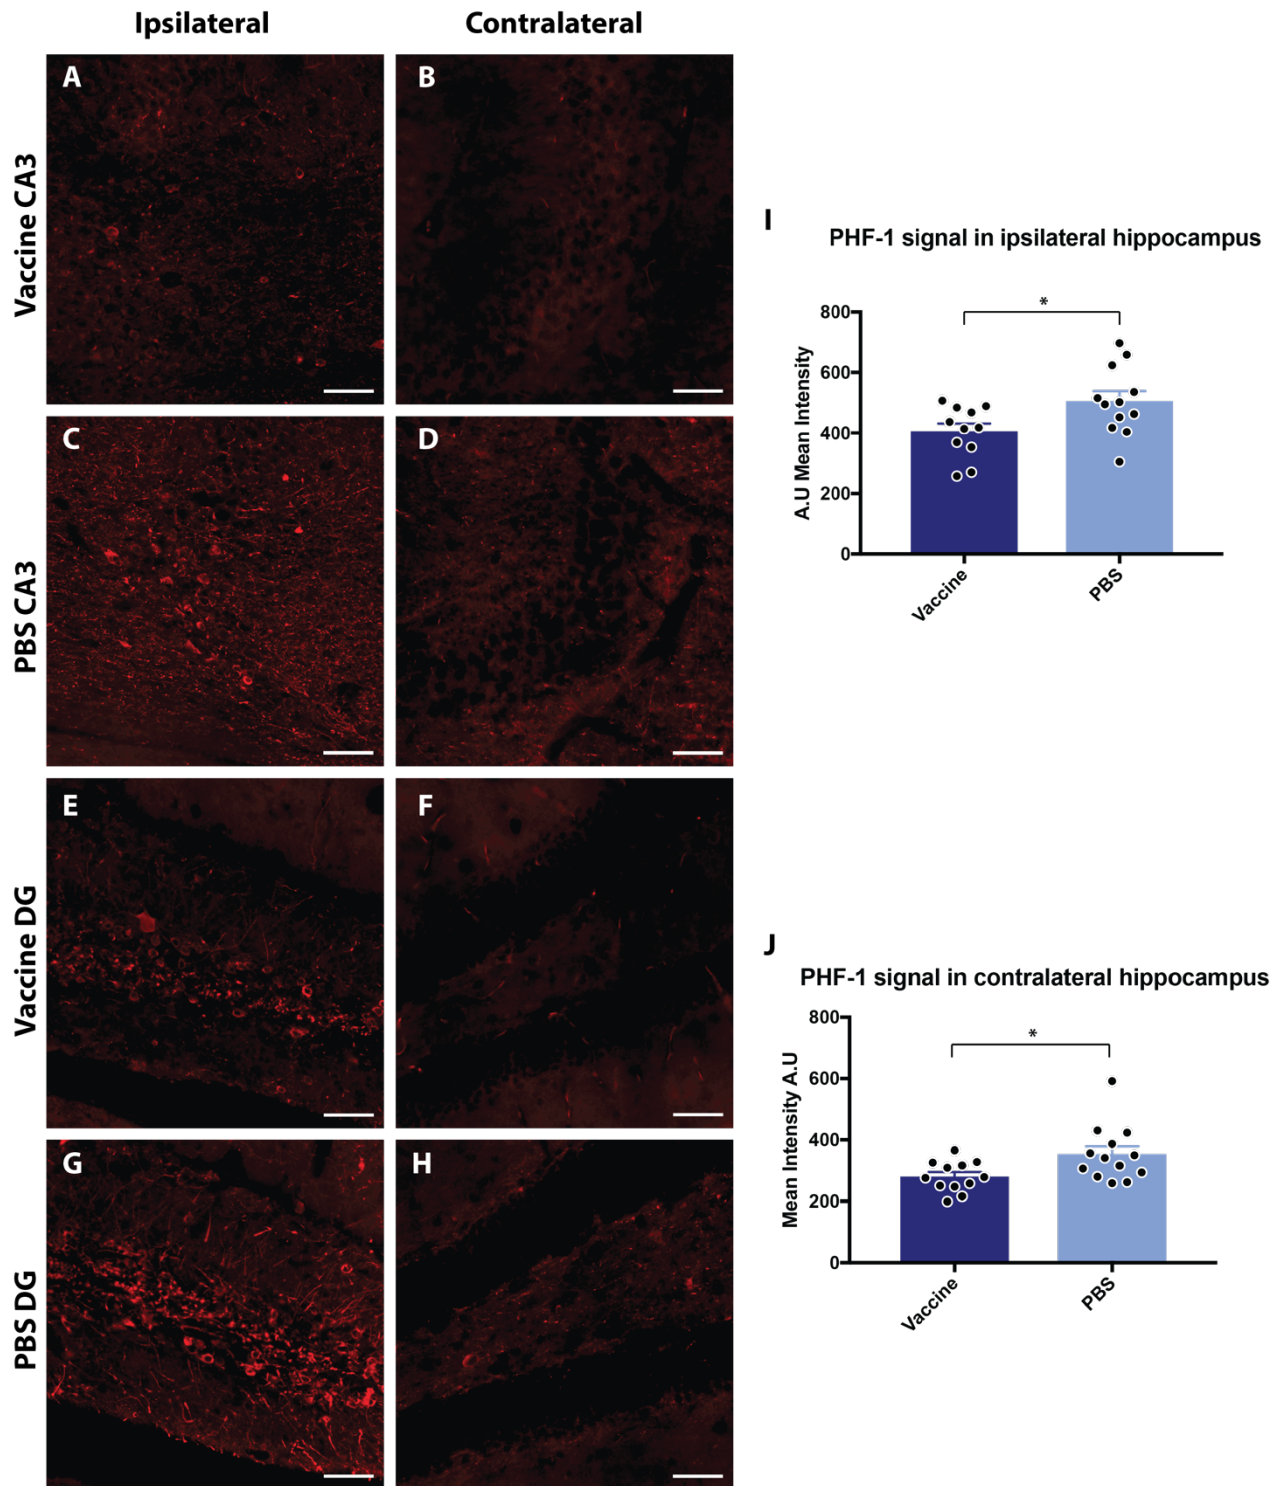 Ipsilateral Contralateral
Vaccine CA3
A
B
PBS CA3
C
D
Vaccine DG
E
F
PBS DG
G
H
I
PHF-1 signal in ipsilateral hippocampus
A.U Mean Intensity
800
600
400
200
0
*
Vaccine
PBS
J
PHF-1 signal in contralateral hippocampus
Mean Intensity A.U
800
600
400
200
0
*
Vaccine
PBS